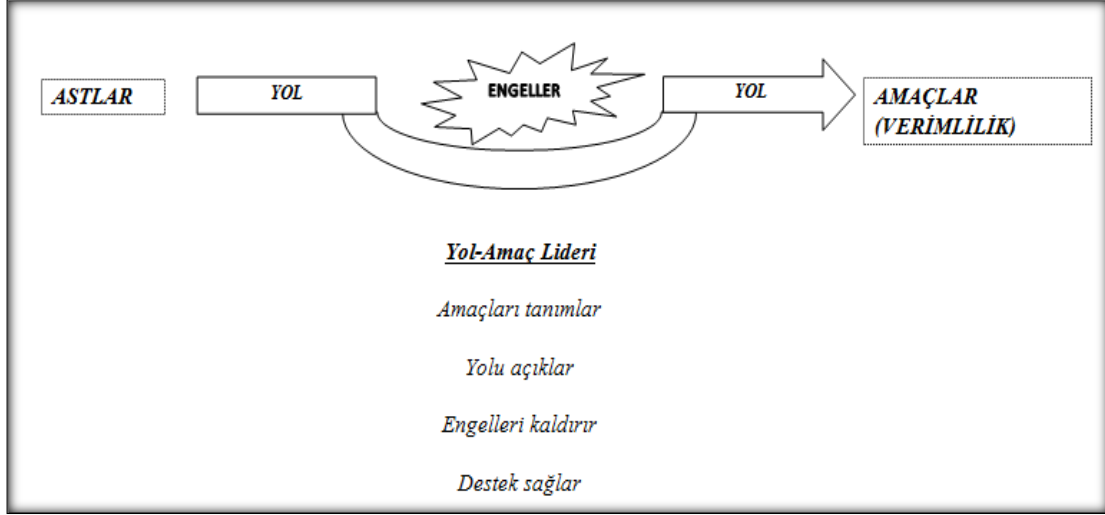 ASTLAR
YOL
ENGELLER
YOL
AMAÇLAR
(VERİMLİLİK)
Yol-Amaç Lideri
Amaçları tanımlar
Yolu açıklar
Engelleri kaldırır
Destek sağlar